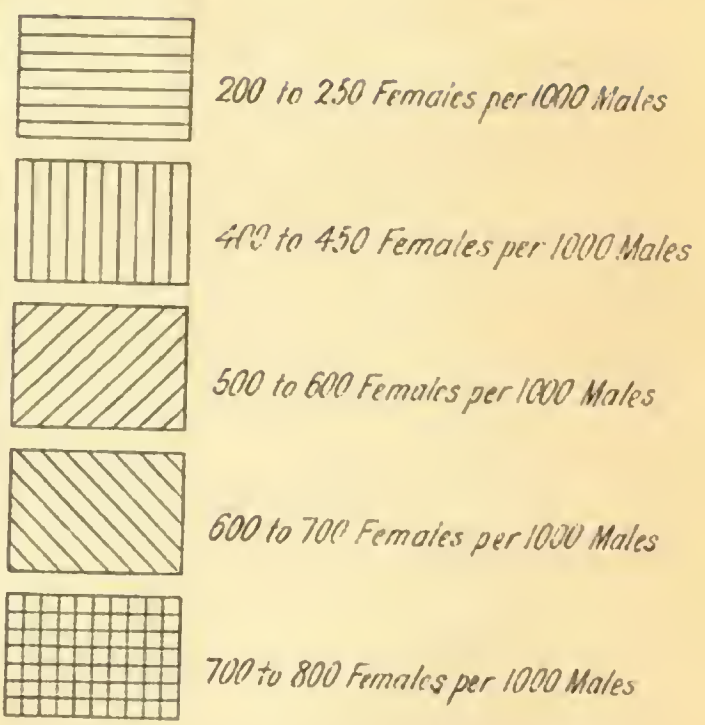 200 to 250 Females per 1000 Males
400 to 450 Females per 1000 Males
500 to 600 Females per 1000 Males
600 to 700 Females per 1000 Males
700 to 800 Females per 1000 Males